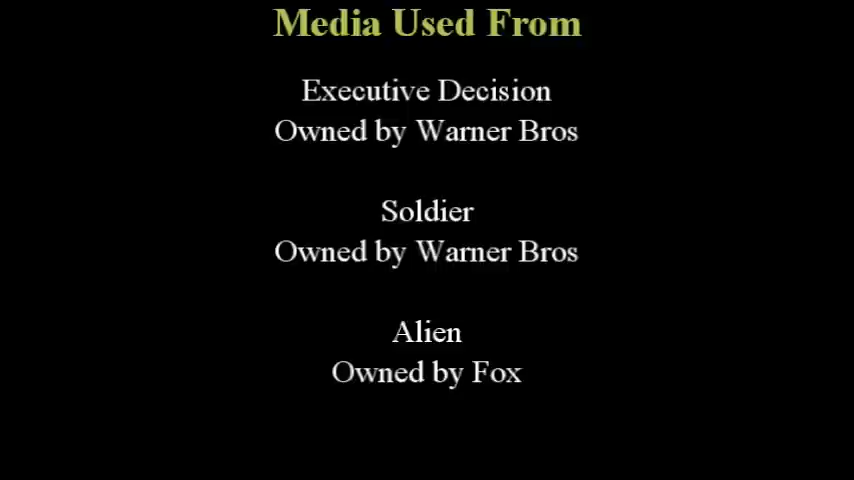 Media Used From
Executive Decision
Owned by Warner Bros
Soldier
Owned by Warner Bros
Alien
Owned by Fox